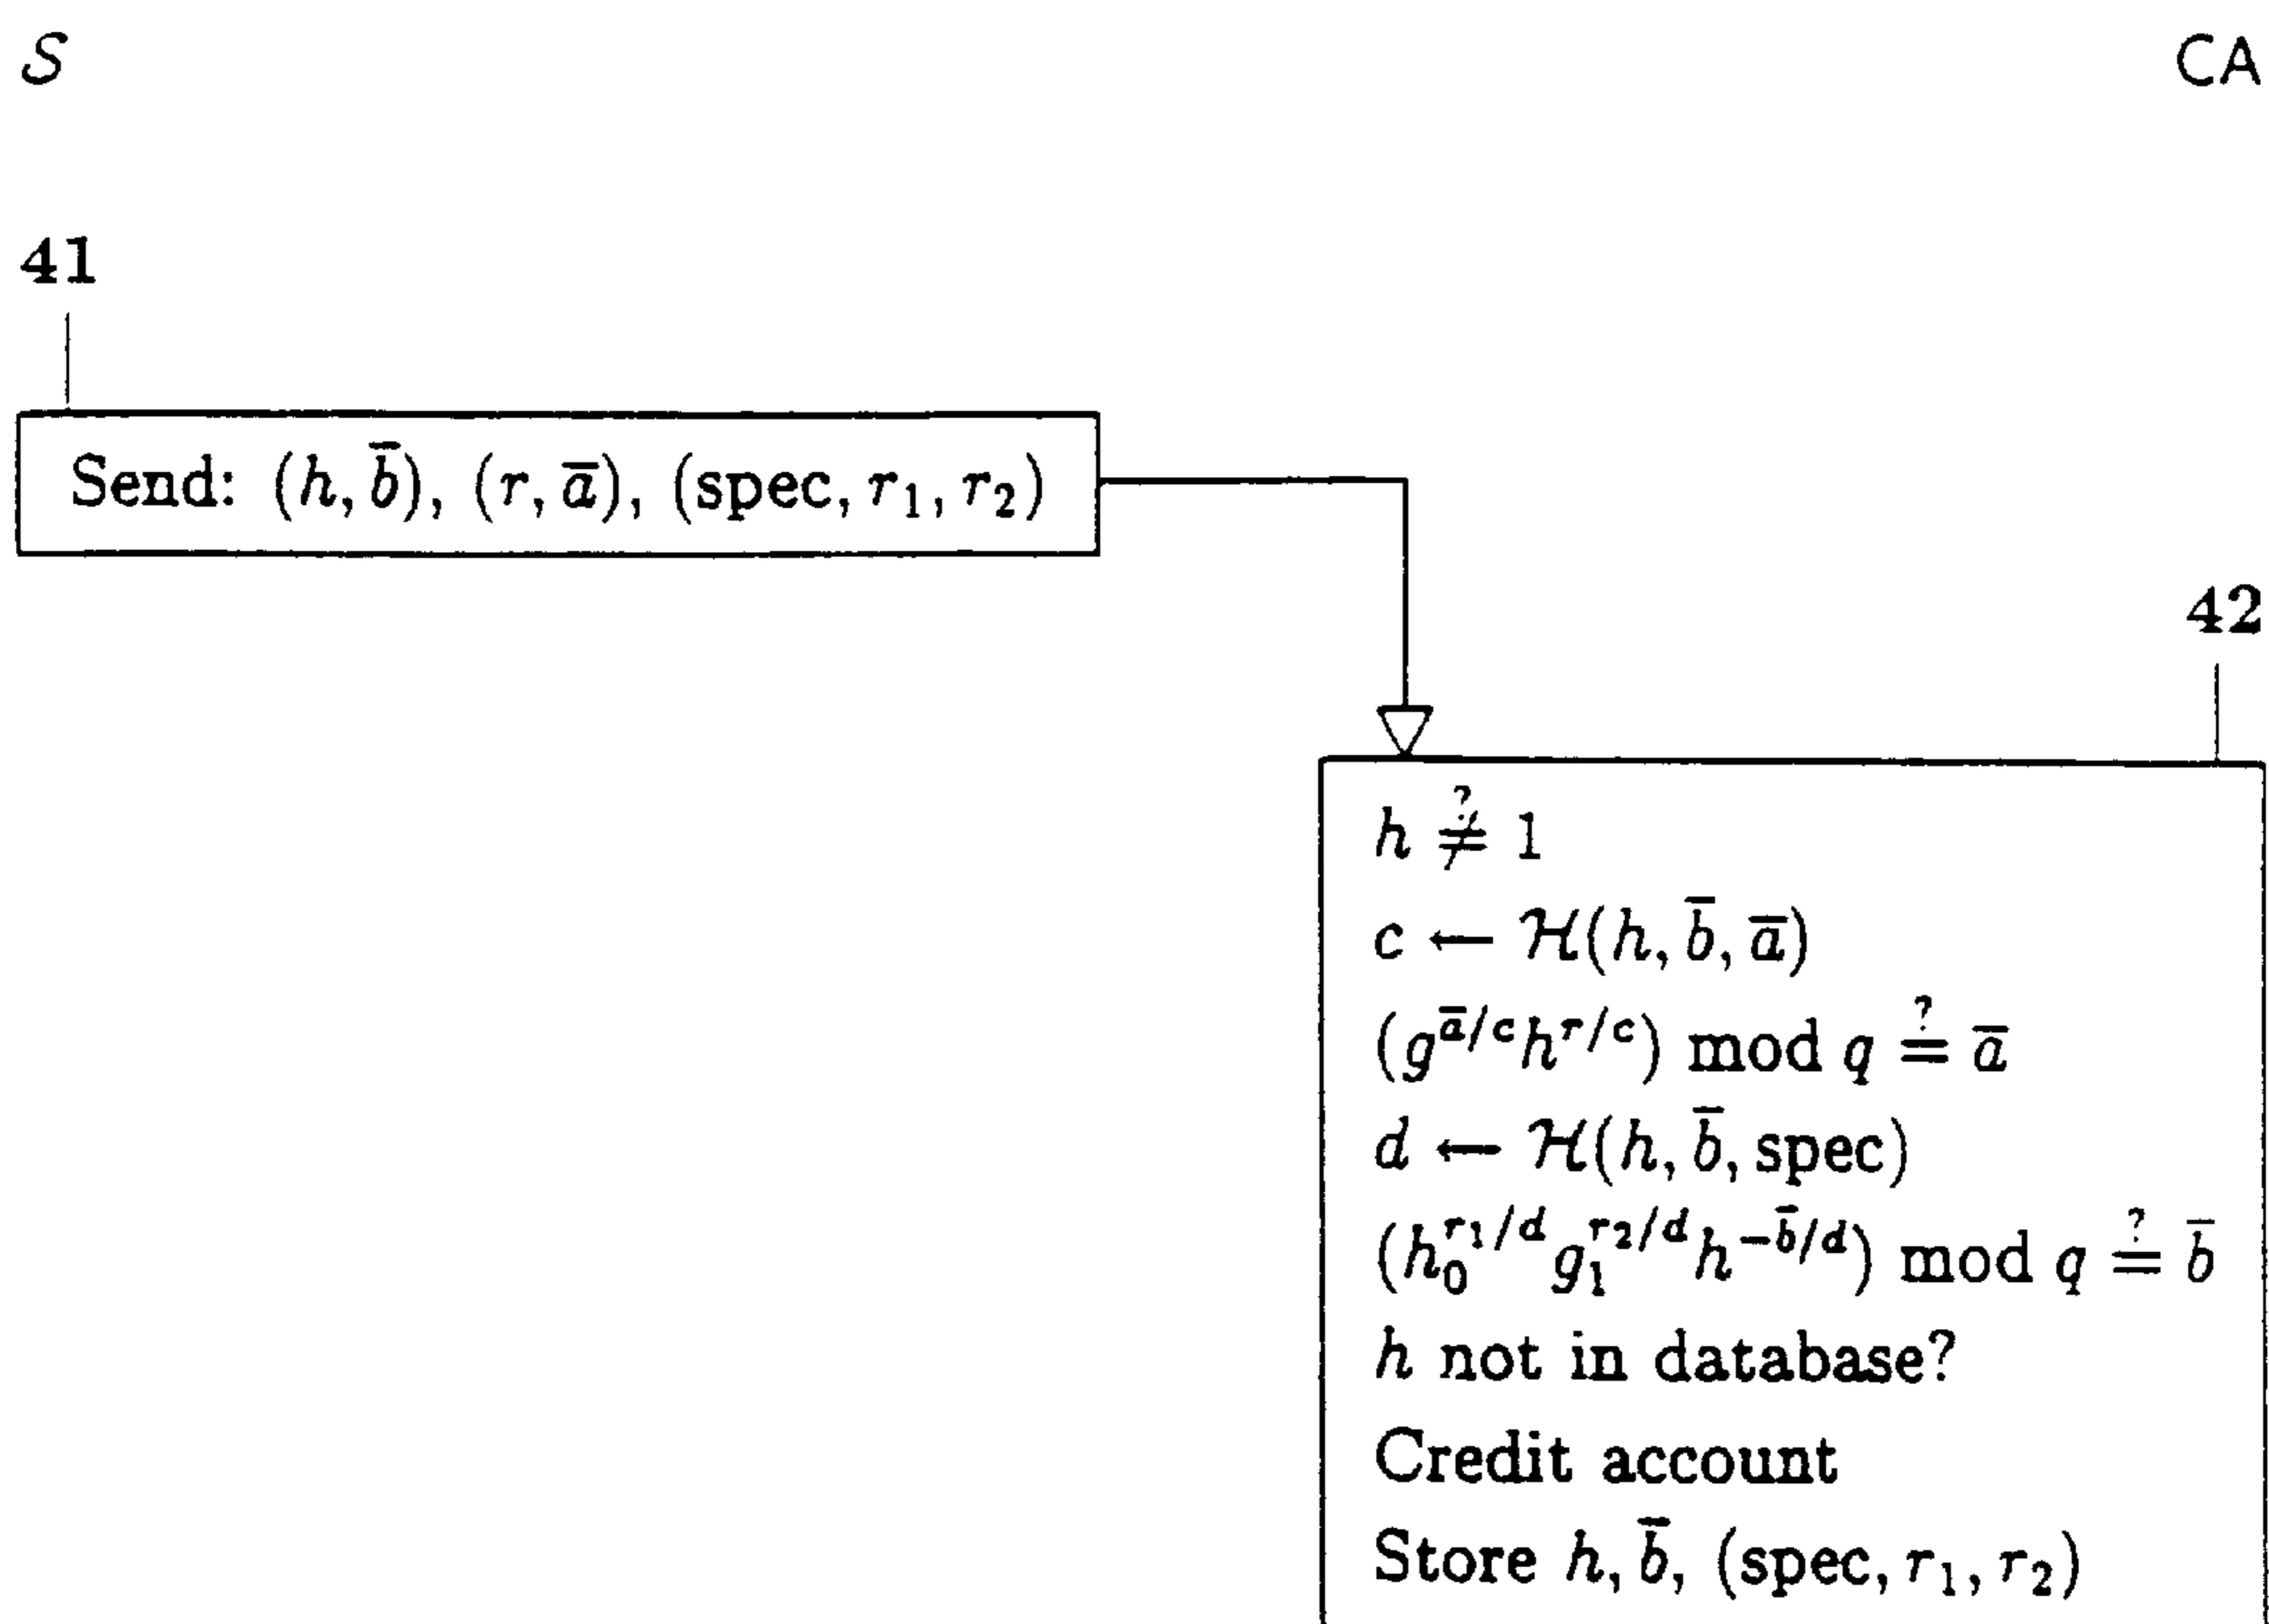 𝒮 CA
41
Send: (h, b̄), (r, ā), (spec, r₁, r₂)
42
h ≠? 1
c ← ℋ(h, b̄, ā)
(g^{ā/c}h^{r/c}) mod q =? ā
d ← ℋ(h, b̄, spec)
(h₀^{r₁/d}g₁^{r₂/d}h^{−b̄/d}) mod q =? b̄
h not in database?
Credit account
Store h, b̄, (spec, r₁, r₂)